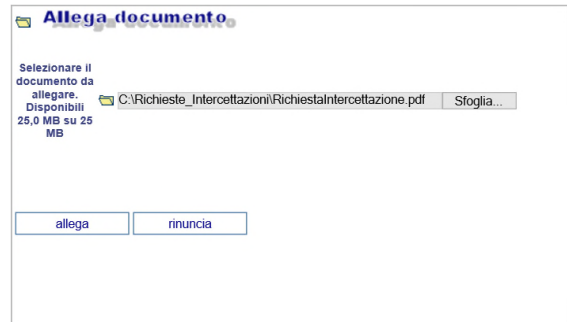 Allega documento
Selezionare il
documento da
allegare.
Disponibili
25,0 MB su 25
MB
C:\Richieste_Intercettazioni\RichiestaIntercettazione.pdf Sfoglia...
allega rinuncia